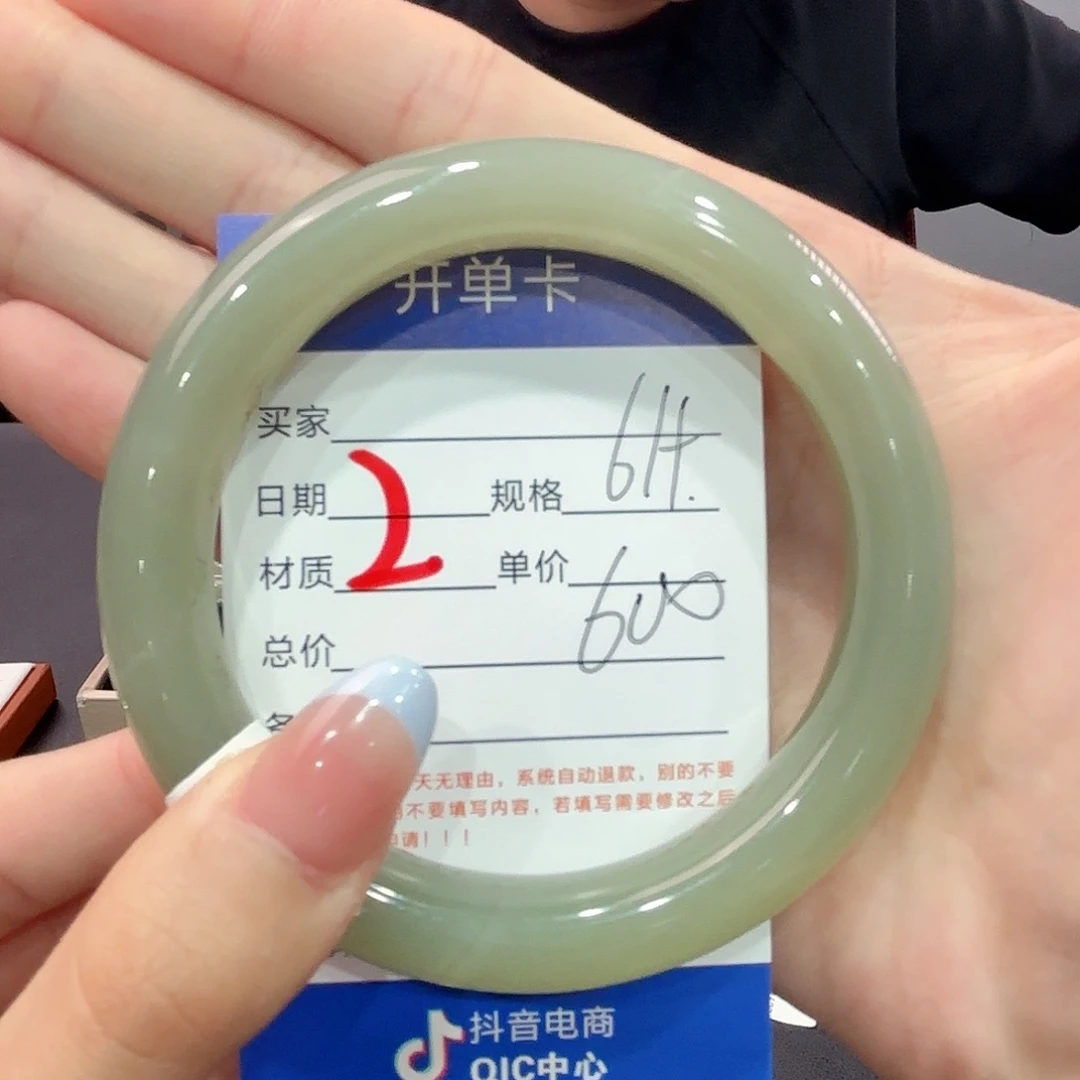 开单卡
买家
日期 2 规格 61#.
材质 单价
600
总价
天无理由，系统自动退款，别的不要
不要填写内容，若填写需要修改之后
请！！！
抖音电商
QIC中心